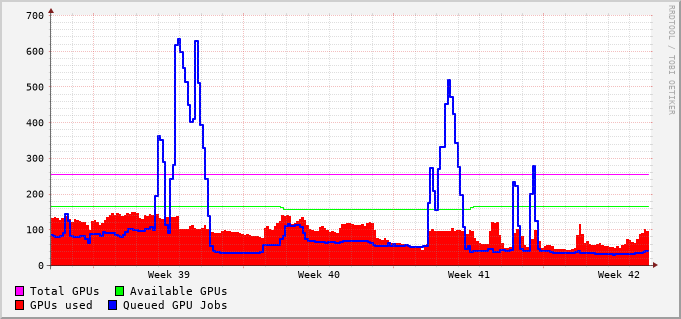 700
600
500
400
300
200
100
0
Week 39 Week 40 Week 41 Week 42
Total GPUs Available GPUs
GPUs used Queued GPU Jobs
RRDTOOL / TOBI OETIKER